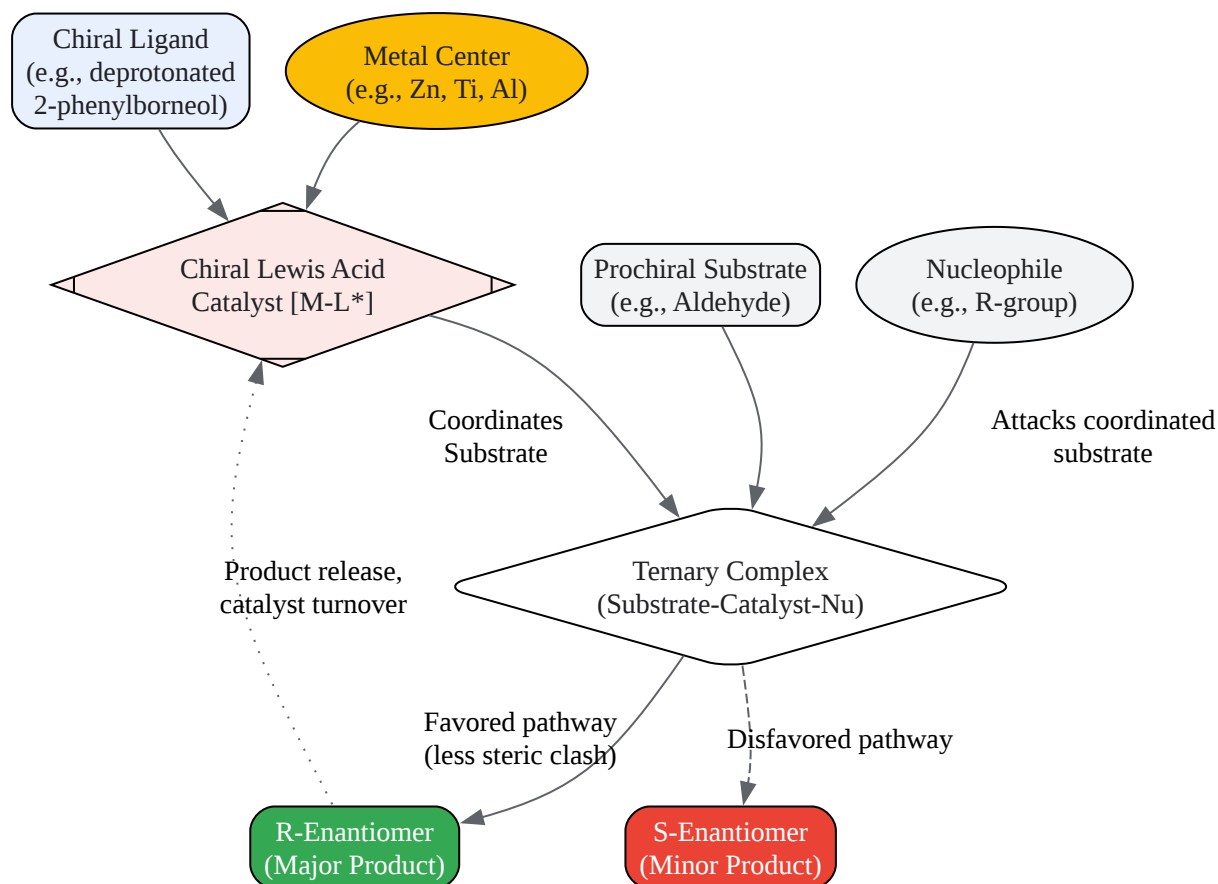 Chiral Ligand
(e.g., deprotonated
2-phenylborneol)
Metal Center
(e.g., Zn, Ti, Al)
Chiral Lewis Acid
Catalyst [M-L*]
Prochiral Substrate
(e.g., Aldehyde)
Nucleophile
(e.g., R-group)
Coordinates
Substrate
Attacks coordinated
substrate
Product release,
catalyst turnover
Ternary Complex
(Substrate-Catalyst-Nu)
Favored pathway
(less steric clash)
Disfavored pathway
R-Enantiomer
(Major Product)
S-Enantiomer
(Minor Product)